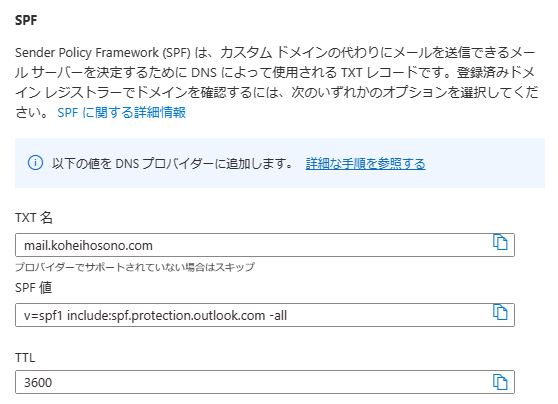 SPF
Sender Policy Framework (SPF) は、カスタム ドメインの代わりにメールを送信できるメー
ル サーバーを決定するために DNS によって使用される TXT レコードです。登録済みドメ
イン レジストラーでドメインを確認するには、次のいずれかのオプションを選択してくだ
さい。 SPF に関する詳細情報
以下の値を DNS プロバイダーに追加します。 詳細な手順を参照する
TXT 名
mail.koheihosono.com
プロバイダーでサポートされていない場合はスキップ
SPF 値
v=spf1 include:spf.protection.outlook.com -all
TTL
3600